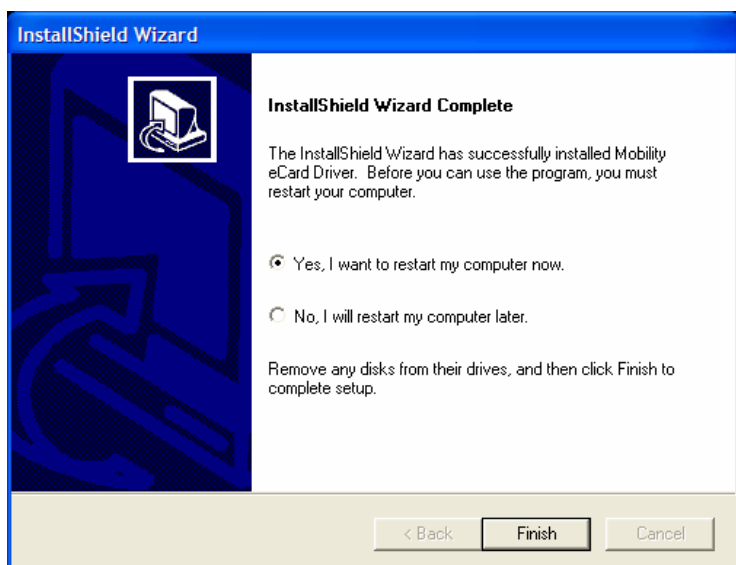 InstallShield Wizard
InstallShield Wizard Complete
The InstallShield Wizard has successfully installed Mobility
eCard Driver.  Before you can use the program, you must
restart your computer.
Yes, I want to restart my computer now.
No, I will restart my computer later.
Remove any disks from their drives, and then click Finish to
complete setup.
< Back
Finish
Cancel